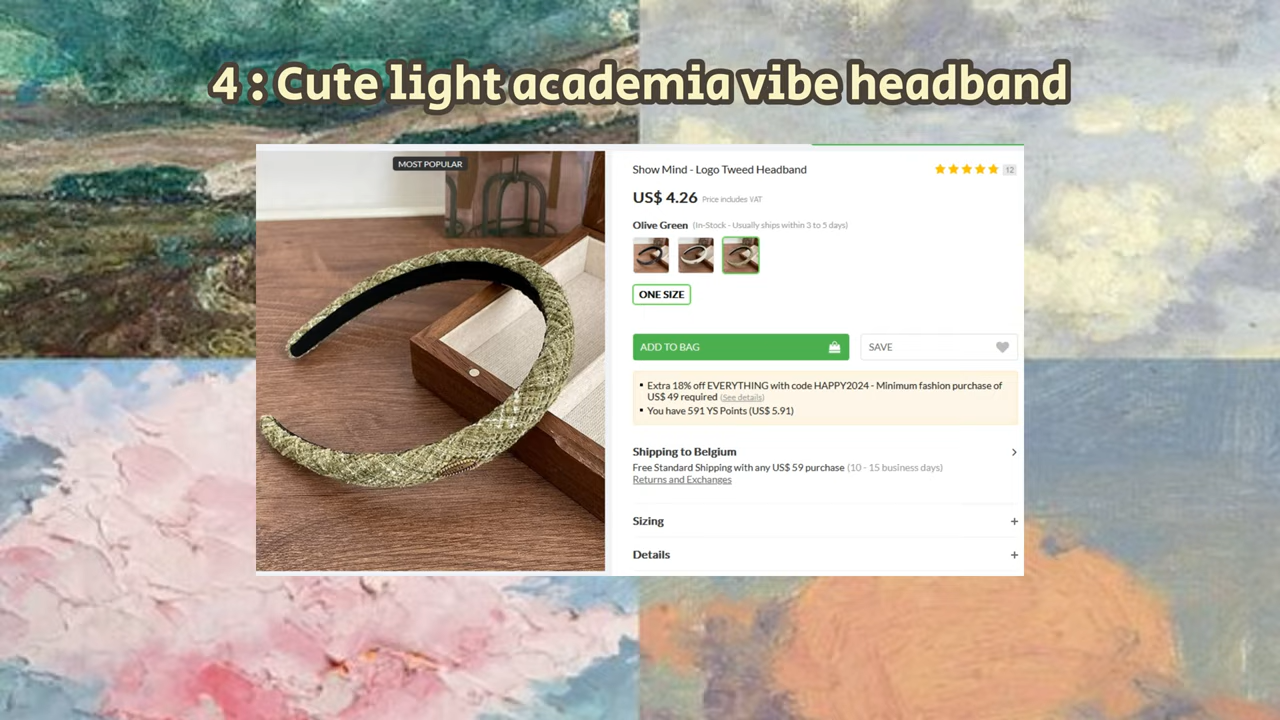 4 : Cute light academia vibe headband
MOST POPULAR
Show Mind - Logo Tweed Headband
12
US$ 4.26 Price includes VAT
Olive Green (In-Stock - Usually ships within 3 to 5 days)
ONE SIZE
ADD TO BAG
SAVE
▪ Extra 18% off EVERYTHING with code HAPPY2024 - Minimum fashion purchase of
US$ 49 required (See details)
▪ You have 591 YS Points (US$ 5.91)
Shipping to Belgium
Free Standard Shipping with any US$ 59 purchase (10 - 15 business days)
Returns and Exchanges
Sizing
Details